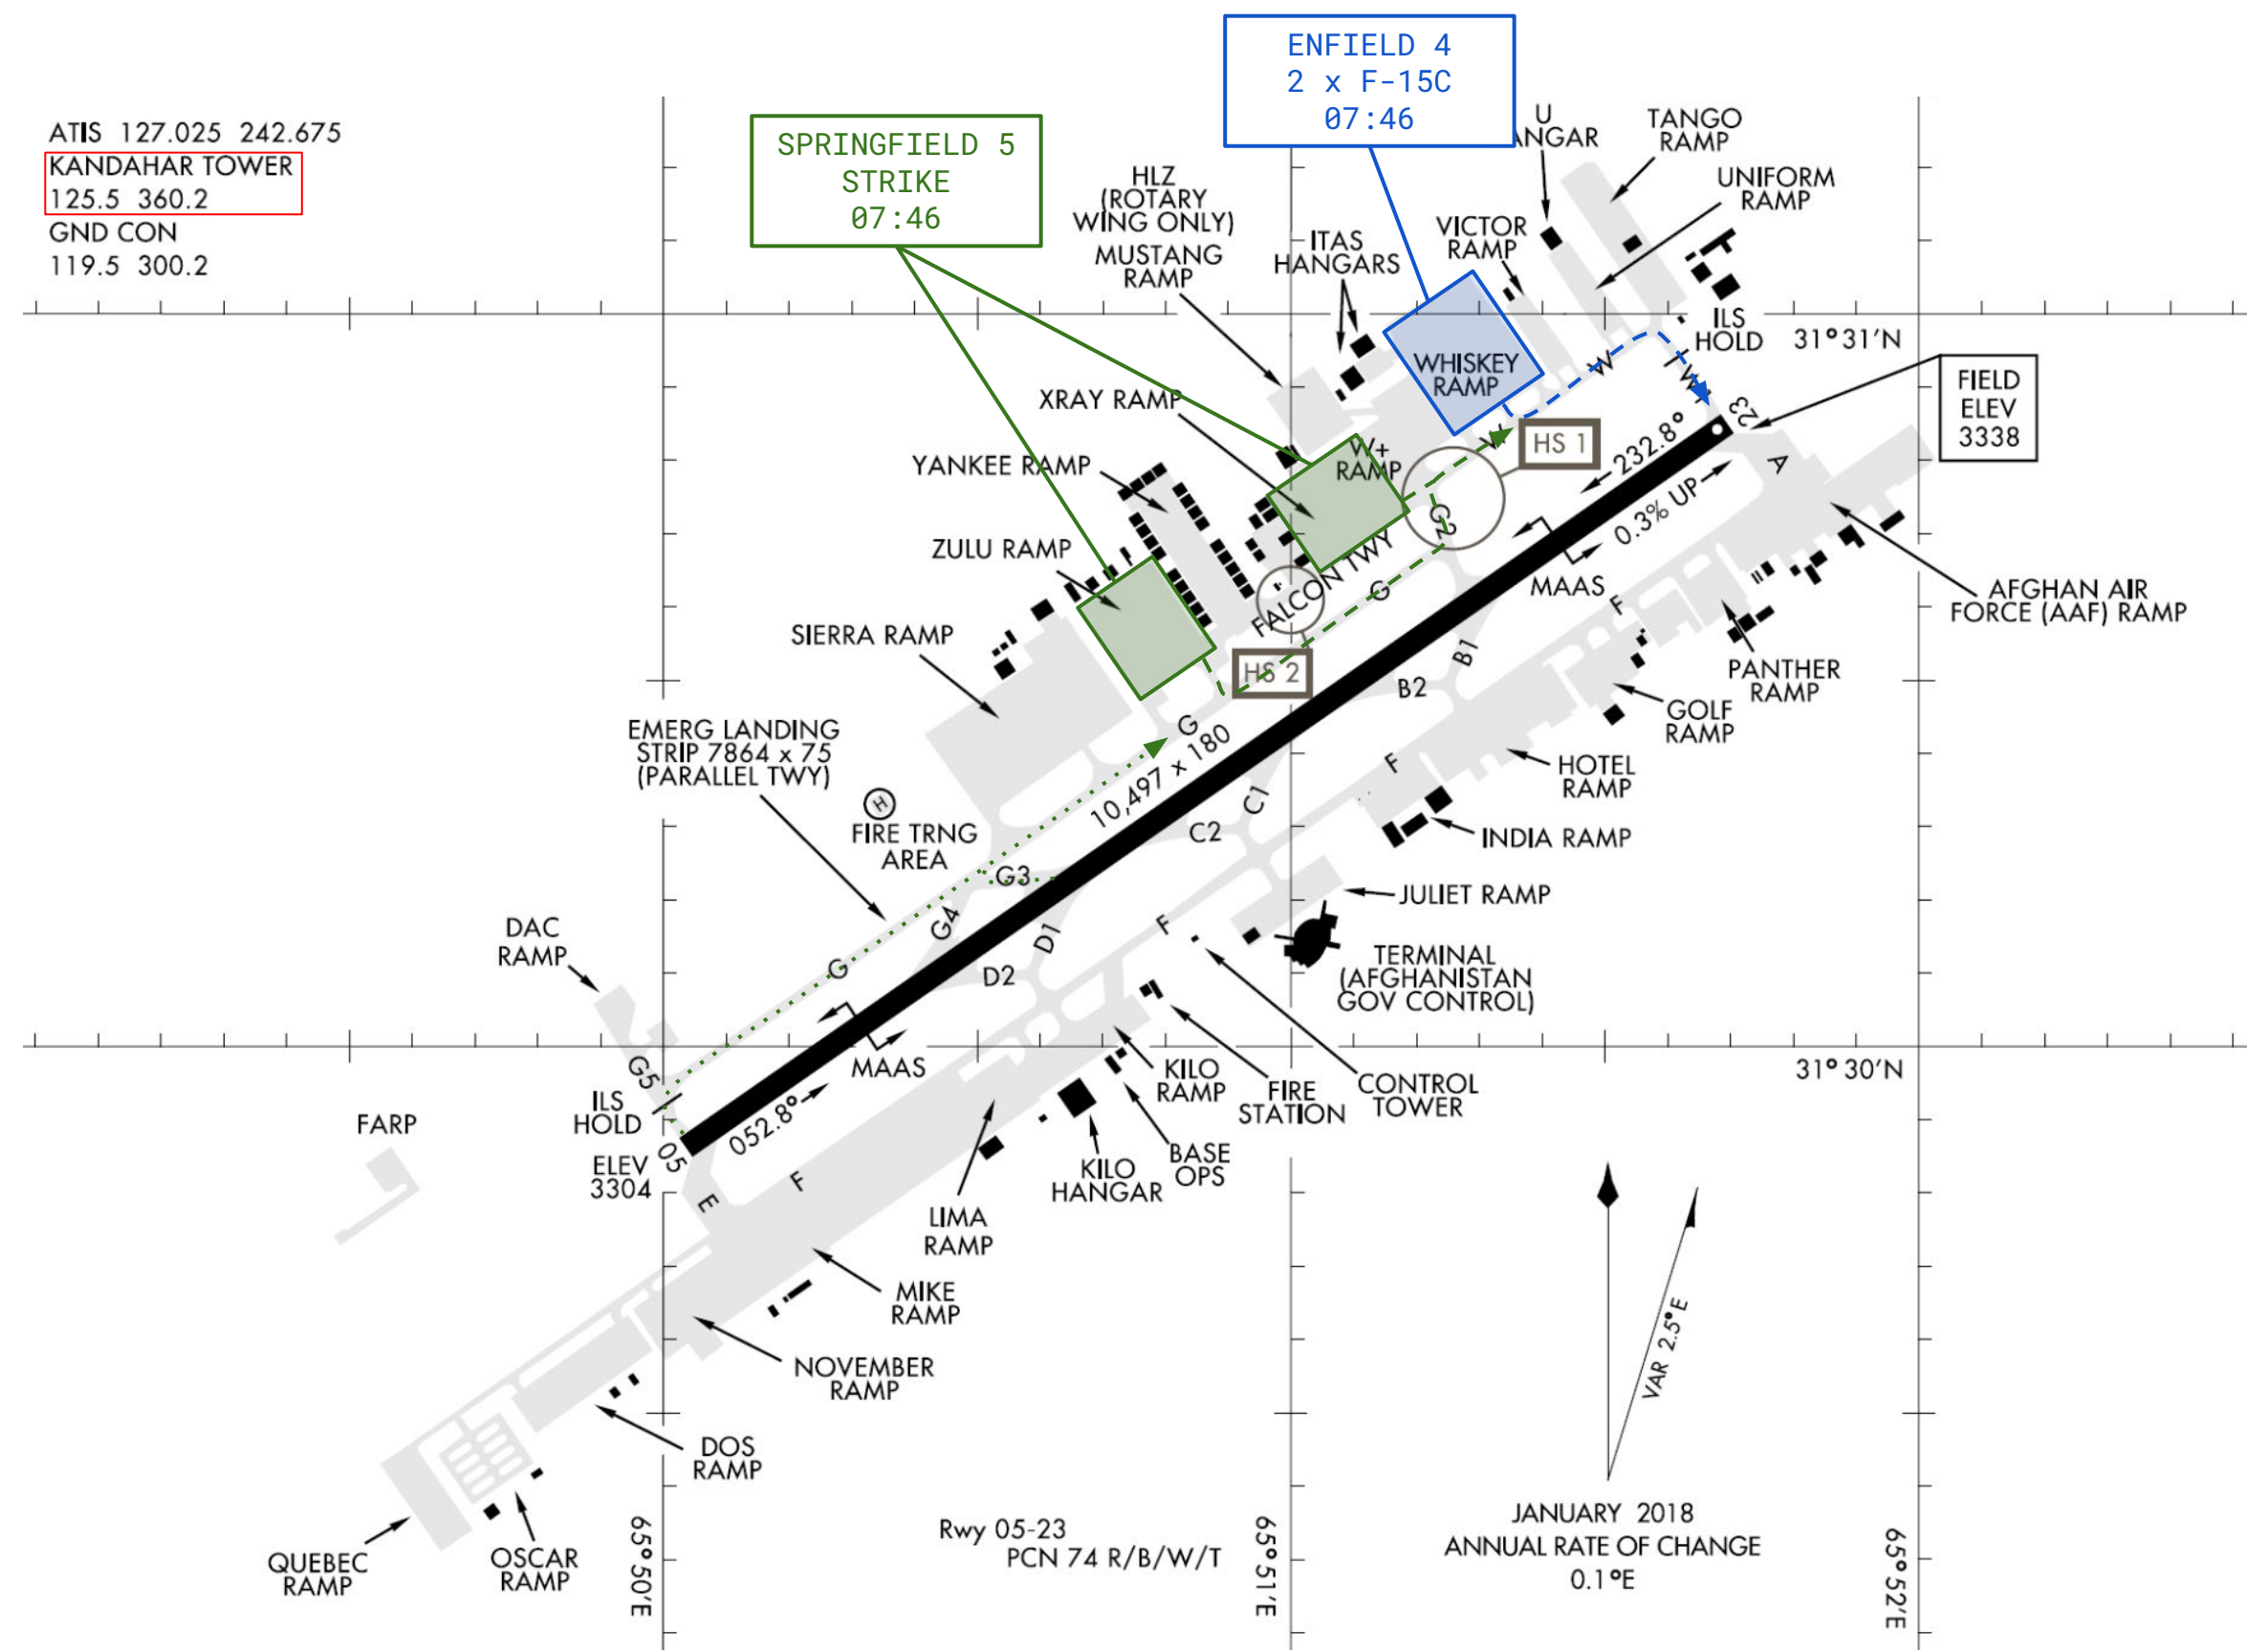 ENFIELD 4
2 x F-15C
07:46
SPRINGFIELD 5
STRIKE
07:46
ATIS 127.025 242.675
KANDAHAR TOWER
125.5 360.2
GND CON
119.5 300.2
U
ANGAR
TANGO
RAMP
UNIFORM
RAMP
HLZ
(ROTARY
WING ONLY)
MUSTANG
RAMP
ITAS
HANGARS
VICTOR
RAMP
ILS
HOLD
31°31'N
WHISKEY
RAMP
W
W
XRAY RAMP
FIELD
ELEV
3338
23
W+
RAMP
W
HS 1
232.8°
A
YANKEE RAMP
0.3% UP
G2
ZULU RAMP
FALCON TWY
G
MAAS
F
AFGHAN AIR
FORCE (AAF) RAMP
SIERRA RAMP
HS 2
B1
B2
PANTHER
RAMP
GOLF
RAMP
EMERG LANDING
STRIP 7864 x 75
(PARALLEL TWY)
G
10,497 x 180
F
HOTEL
RAMP
H
FIRE TRNG
AREA
C1
C2
INDIA RAMP
G3
JULIET RAMP
DAC
RAMP
G4
D1
F
G
D2
TERMINAL
(AFGHANISTAN
GOV CONTROL)
G5
MAAS
KILO
RAMP
FIRE
STATION
CONTROL
TOWER
31°30'N
ILS
HOLD
FARP
052.8°
05
ELEV
3304
E
F
KILO
HANGAR
BASE
OPS
LIMA
RAMP
MIKE
RAMP
NOVEMBER
RAMP
VAR 2.5°E
DOS
RAMP
QUEBEC
RAMP
OSCAR
RAMP
65°50'E
Rwy 05-23
PCN 74 R/B/W/T
65°51'E
JANUARY 2018
ANNUAL RATE OF CHANGE
0.1°E
65°52'E